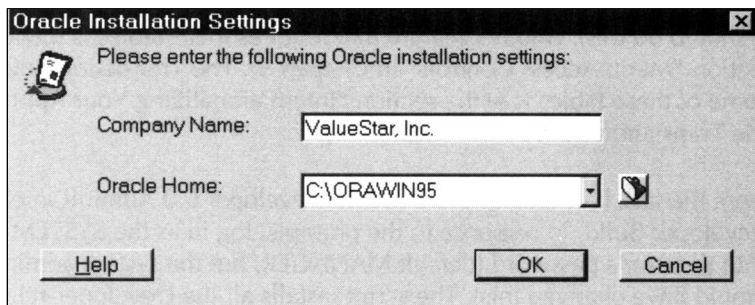 Oracle Installation Settings
Please enter the following Oracle installation settings:
Company Name: ValueStar, Inc.
Oracle Home: C:\ORAWIN95
Help OK Cancel